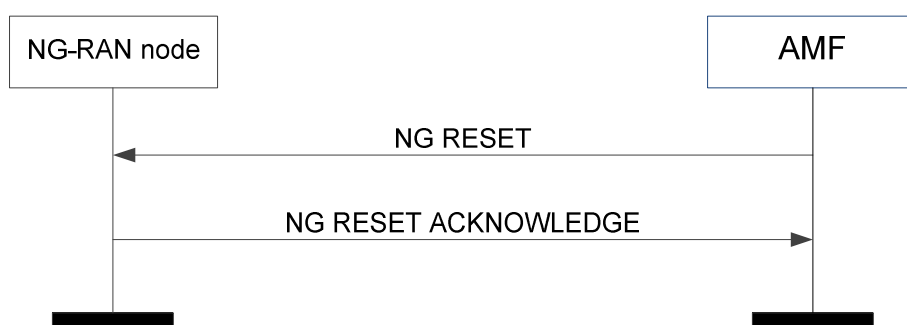 NG-RAN node
AMF
NG RESET
NG RESET ACKNOWLEDGE